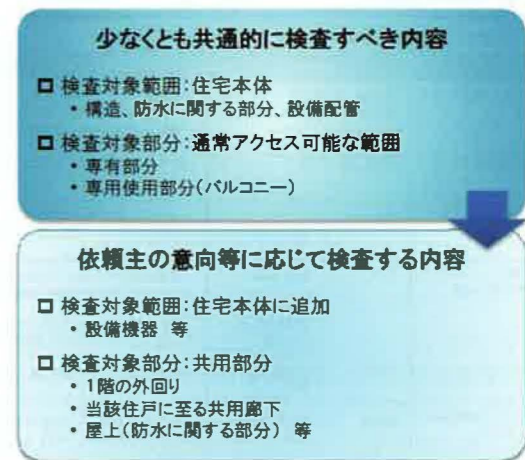 少なくとも共通的に検査すべき内容
検査対象範囲:住宅本体
• 構造、防水に関する部分、設備配管
検査対象部分:通常アクセス可能な範囲
• 専有部分
• 専用使用部分(バルコニー)
依頼主の意向等に応じて検査する内容
検査対象範囲:住宅本体に追加
• 設備機器 等
検査対象部分:共用部分
• 1階の外回り
• 当該住戸に至る共用廊下
• 屋上(防水に関する部分) 等